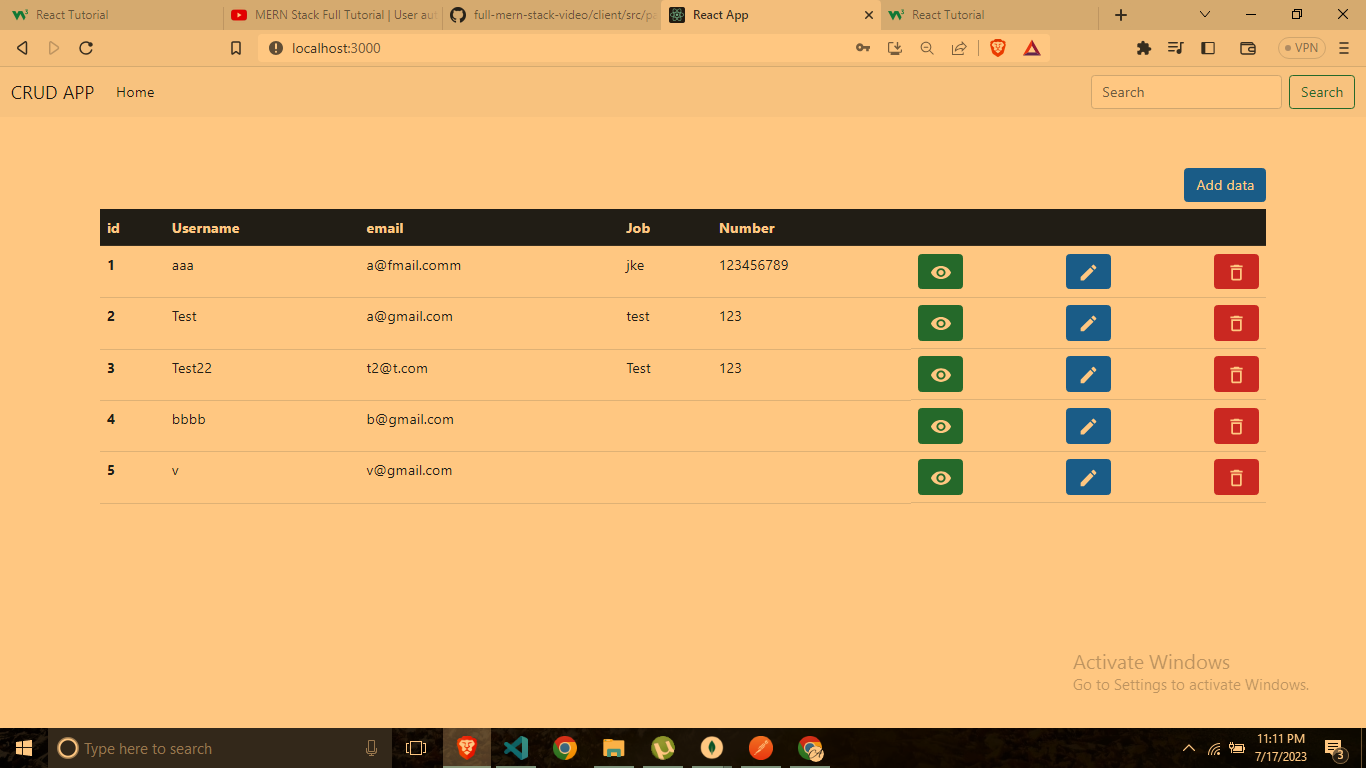 React Tutorial
MERN Stack Full Tutorial | User aut
full-mern-stack-video/client/src/pa
React App
React Tutorial
localhost:3000
VPN
CRUD APP
Home
Search
Search
Add data
id Username email Job Number
1 aaa a@fmail.comm jke 123456789
2 Test a@gmail.com test 123
3 Test22 t2@t.com Test 123
4 bbbb b@gmail.com
5 v v@gmail.com
Activate Windows
Go to Settings to activate Windows.
Type here to search
11:11 PM
7/17/2023
3